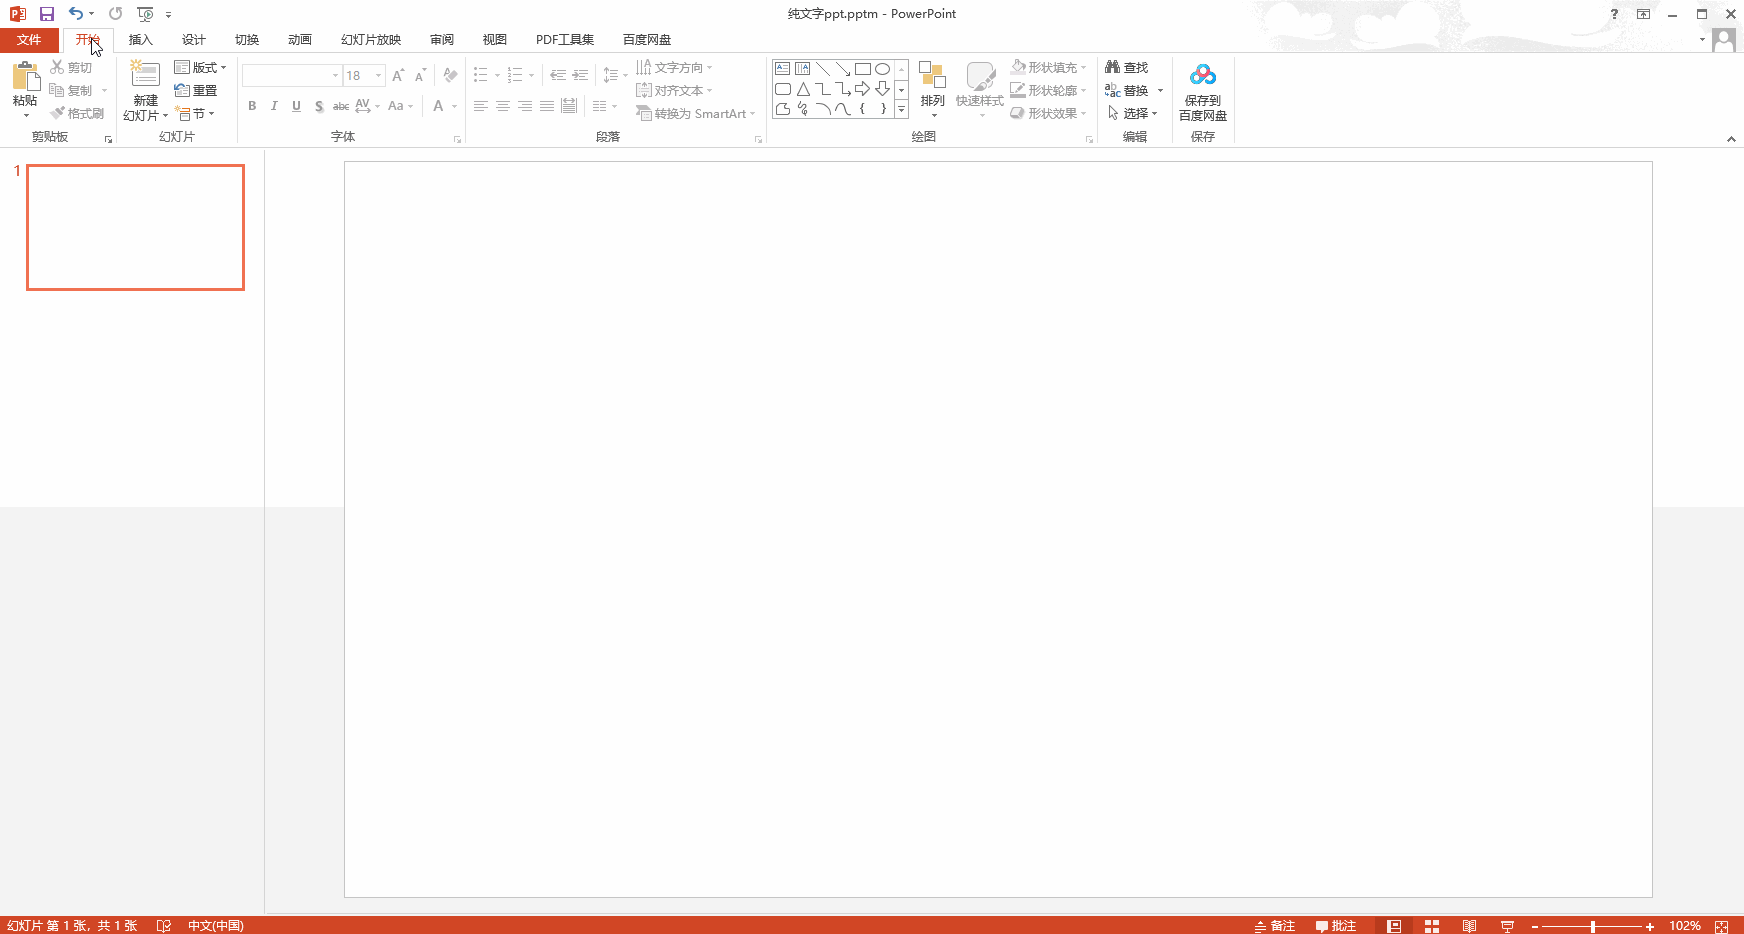 纯文字ppt.pptm - PowerPoint
?
文件 开始 插入 设计 切换 动画 幻灯片放映 审阅 视图 PDF工具集 百度网盘
粘贴
剪切
复制
格式刷
剪贴板
新建
幻灯片
版式
重置
节
幻灯片
18
A A
B I U S abc AV Aa A
字体
文字方向
对齐文本
转换为 SmartArt
段落
排列
快速样式
形状填充
形状轮廓
形状效果
绘图
查找
替换
选择
编辑
保存到
百度网盘
保存
1
幻灯片 第 1 张，共 1 张 中文(中国) 备注 批注 102%